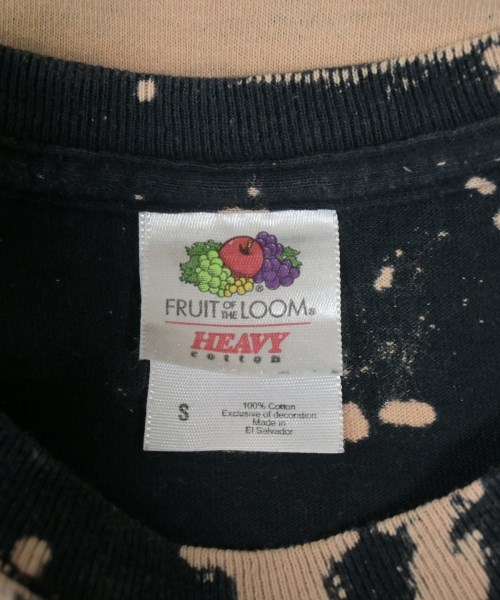 FRUIT OF THE LOOM®
HEAVY
cotton
S
100% Cotton
Exclusive of decoration
Made in
El Salvador